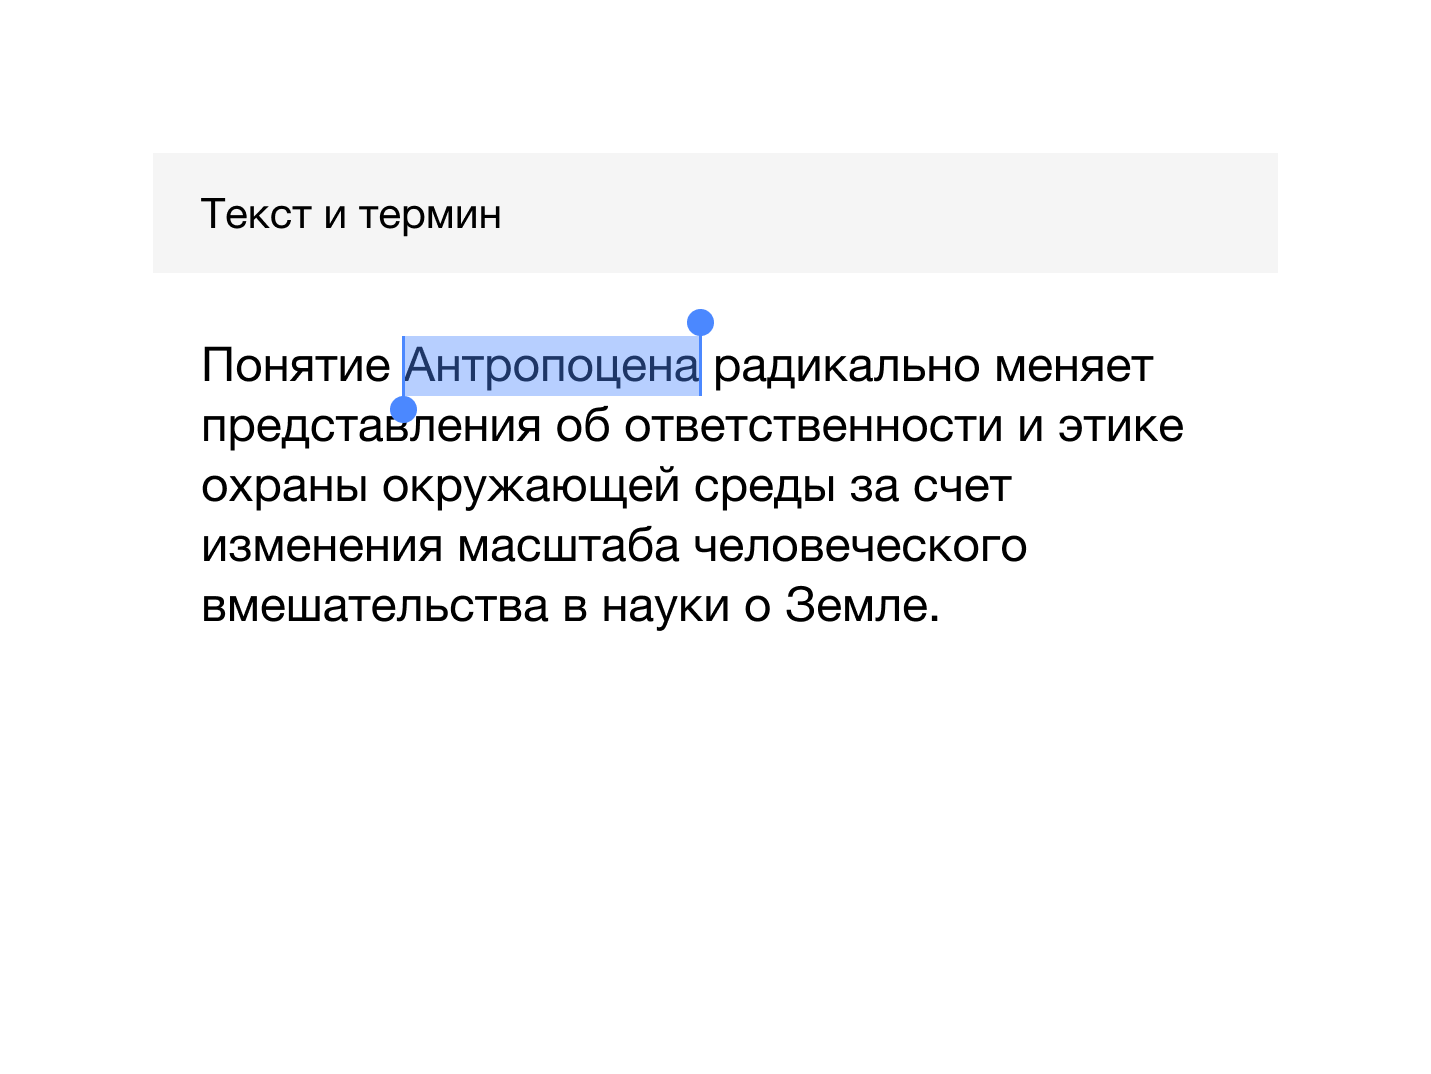 Текст и термин
Понятие Антропоцена радикально меняет
представления об ответственности и этике
охраны окружающей среды за счет
изменения масштаба человеческого
вмешательства в науки о Земле.